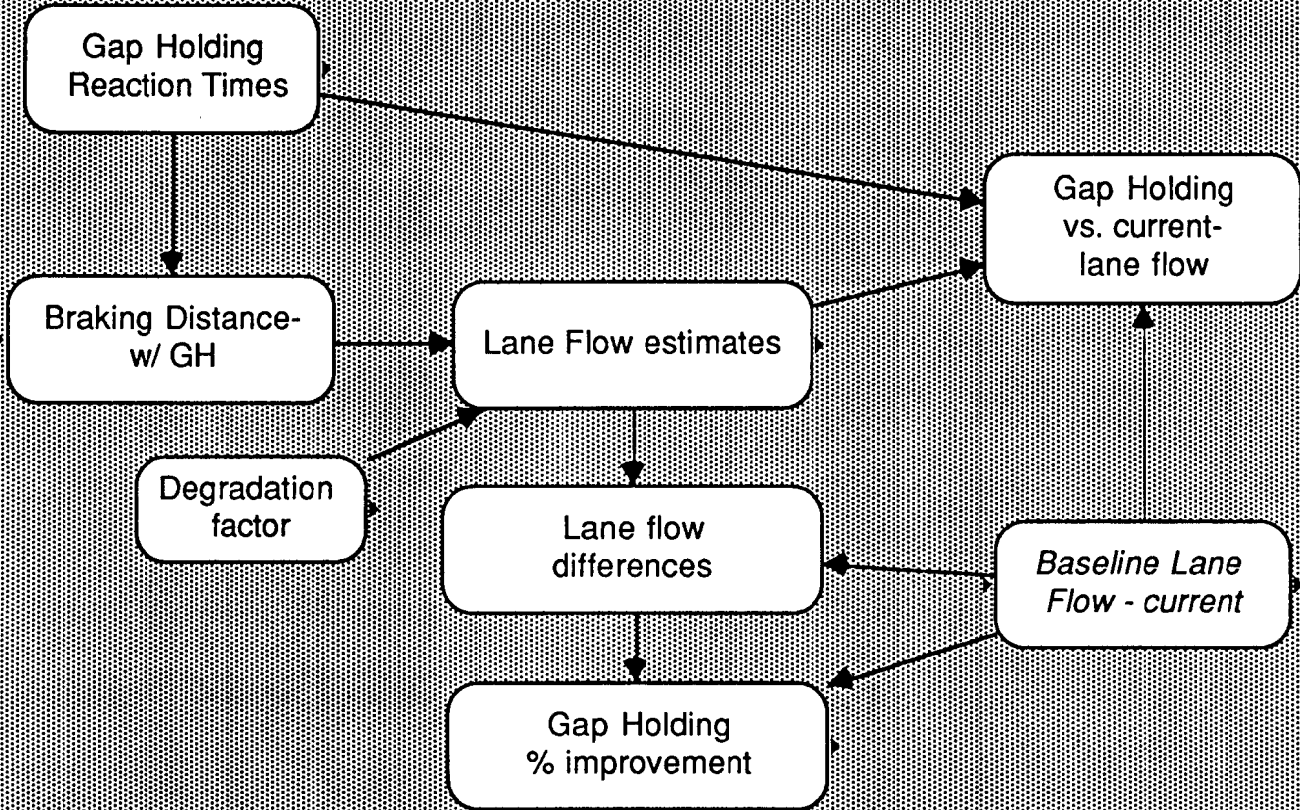 Gap Holding
Reaction Times
Gap Holding
vs. current-
lane flow
Braking Distance-
w/ GH
Lane Flow estimates
Degradation
factor
Lane flow
differences
Baseline Lane
Flow - current
Gap Holding
% improvement